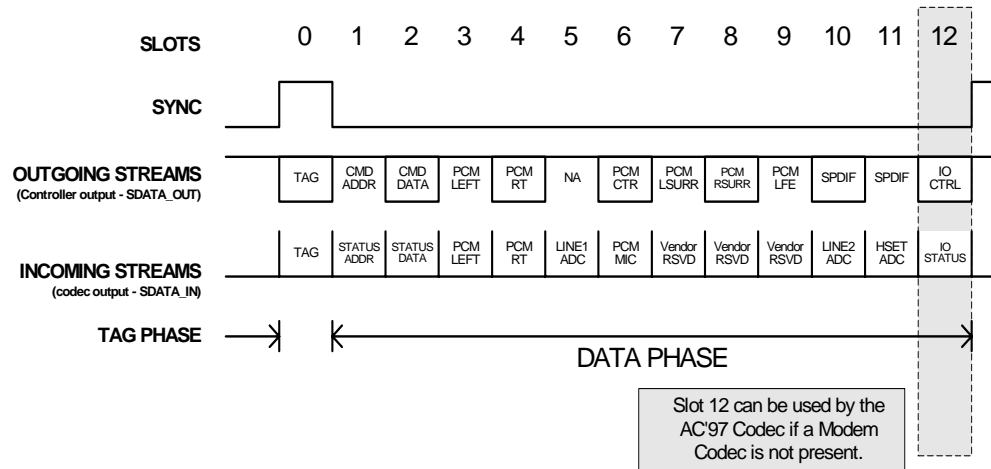 SLOTS 0 1 2 3 4 5 6 7 8 9 10 11 12
SYNC
OUTGOING STREAMS
(Controller output - SDATA_OUT)
TAG CMD ADDR CMD DATA PCM LEFT PCM RT NA PCM CTR PCM LSURR PCM RSURR PCM LFE SPDIF SPDIF IO CTRL
INCOMING STREAMS
(codec output - SDATA_IN)
TAG STATUS ADDR STATUS DATA PCM LEFT PCM RT LINE1 ADC PCM MIC Vendor RSVD Vendor RSVD Vendor RSVD LINE2 ADC HSET ADC IO STATUS
TAG PHASE
DATA PHASE
Slot 12 can be used by the
AC'97 Codec if a Modem
Codec is not present.